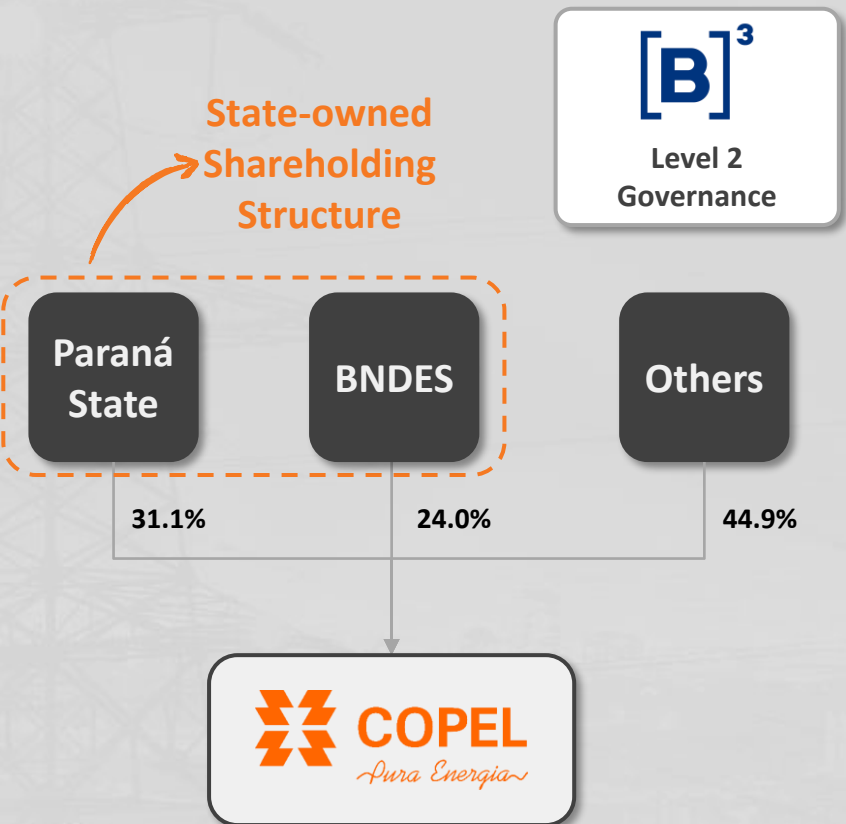 State-owned
Shareholding
Structure
[B]³
Level 2
Governance
Paraná
State
BNDES
Others
31.1%
24.0%
44.9%
COPEL
Pura Energia